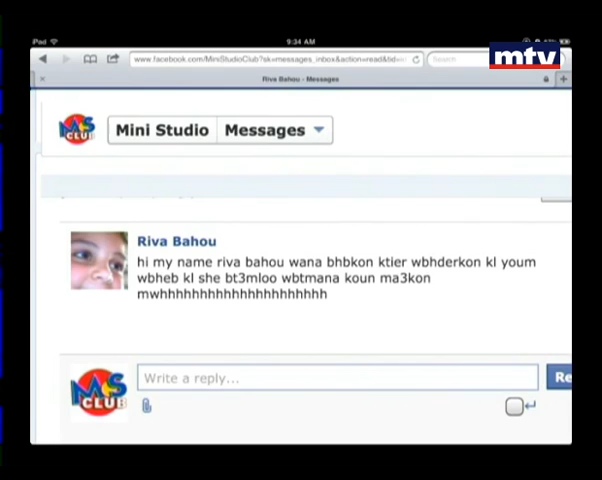 iPad
9:34 AM
mtv
www.facebook.com/MiniStudioClub?sk=messages_inbox&action=read&tid=
Search
Riva Bahou - Messages
MS CLUB
Mini Studio
Messages
Riva Bahou
hi my name riva bahou wana bhbkon ktier wbhderkon kl youm
wbheb kl she bt3mloo wbtmana koun ma3kon
mwhhhhhhhhhhhhhhhhhhhhh
Write a reply...
Re
MS CLUB